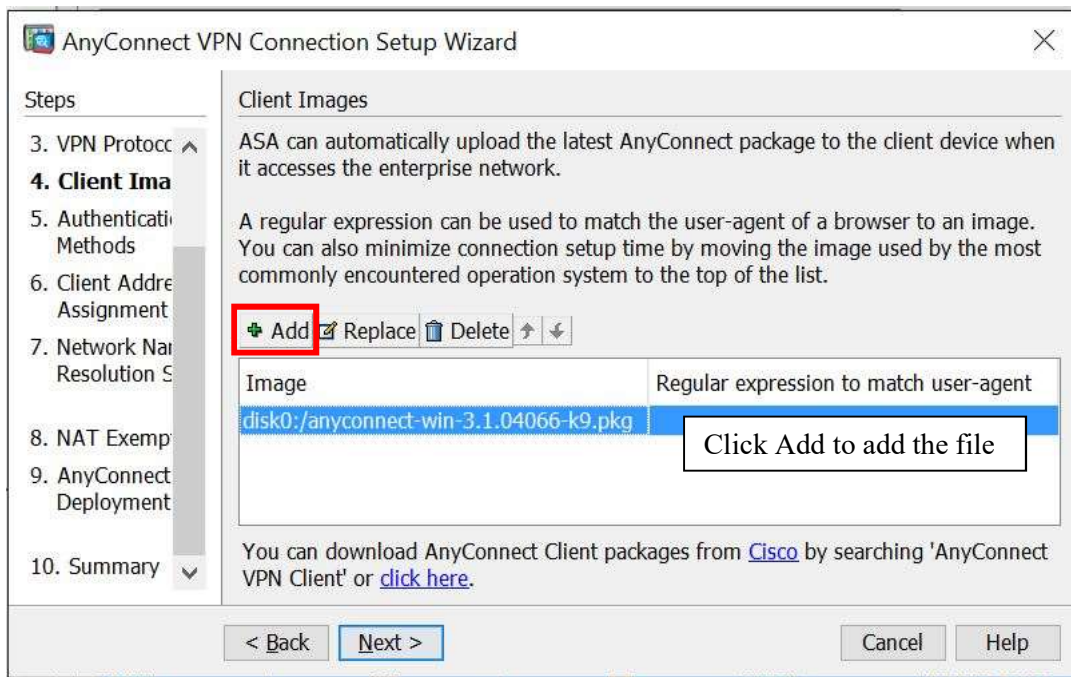 AnyConnect VPN Connection Setup Wizard
Steps
3. VPN Protocc
4. Client Ima
5. Authentica
Methods
6. Client Addre
Assignment
7. Network Nar
Resolution S
8. NAT Exemp
9. AnyConnect
Deployment
10. Summary
Client Images
ASA can automatically upload the latest AnyConnect package to the client device when
it accesses the enterprise network.
A regular expression can be used to match the user-agent of a browser to an image.
You can also minimize connection setup time by moving the image used by the most
commonly encountered operation system to the top of the list.
Add Replace Delete
Image Regular expression to match user-agent
disk0:/anyconnect-win-3.1.04066-k9.pkg
Click Add to add the file
You can download AnyConnect Client packages from Cisco by searching 'AnyConnect
VPN Client' or click here.
< Back Next > Cancel Help